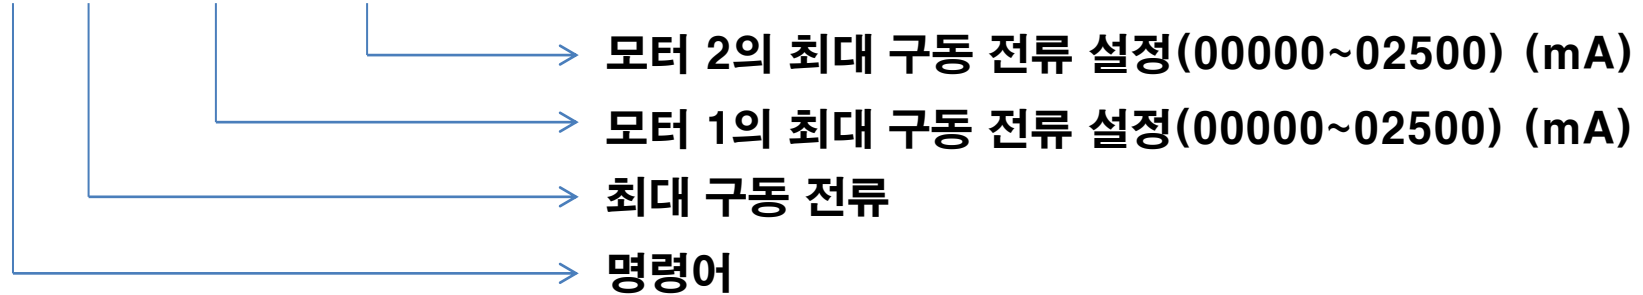 모터 2의 최대 구동 전류 설정(00000~02500) (mA)
모터 1의 최대 구동 전류 설정(00000~02500) (mA)
최대 구동 전류
명령어